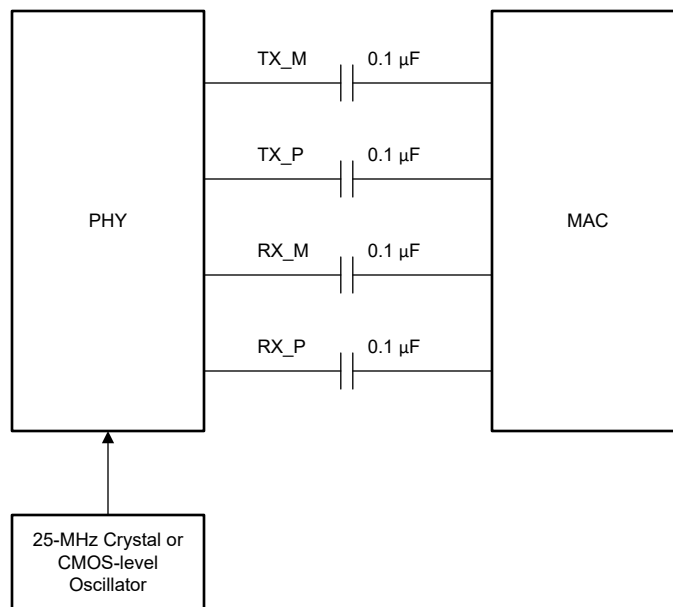 TX_M 0.1 µF
TX_P 0.1 µF
PHY
MAC
RX_M 0.1 µF
RX_P 0.1 µF
25-MHz Crystal or
CMOS-level
Oscillator